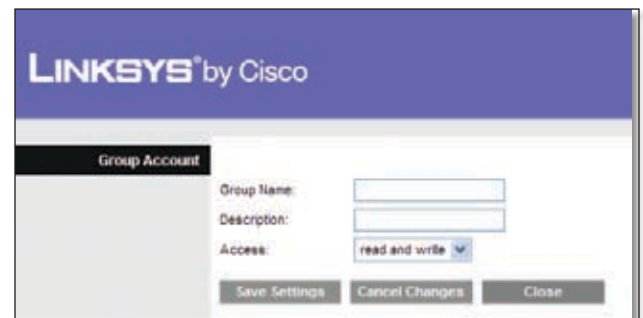 LINKSYS® by Cisco
Group Account
Group Name:
Description:
Access: read and write
Save Settings Cancel Changes Close